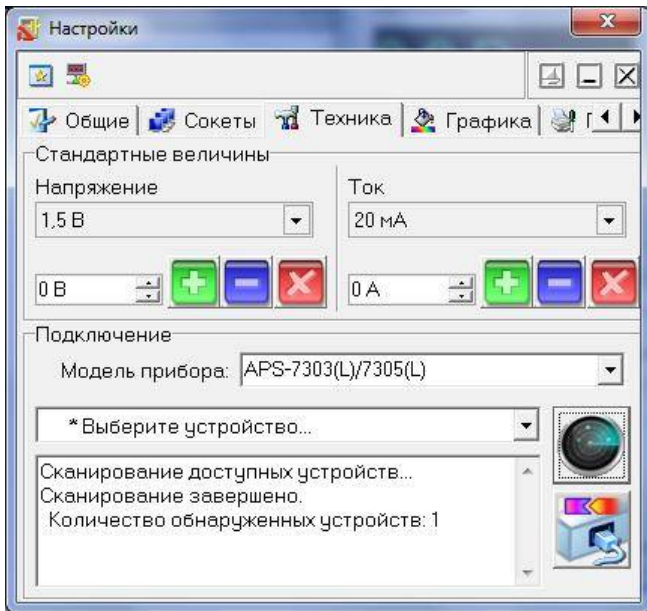 Настройки
Общие Сокеты Техника Графика
Стандартные величины
Напряжение Ток
1,5 В 20 мА
0 В 0 А
Подключение
Модель прибора: APS-7303(L)/7305(L)
* Выберите устройство...
Сканирование доступных устройств...
Сканирование завершено.
Количество обнаруженных устройств: 1